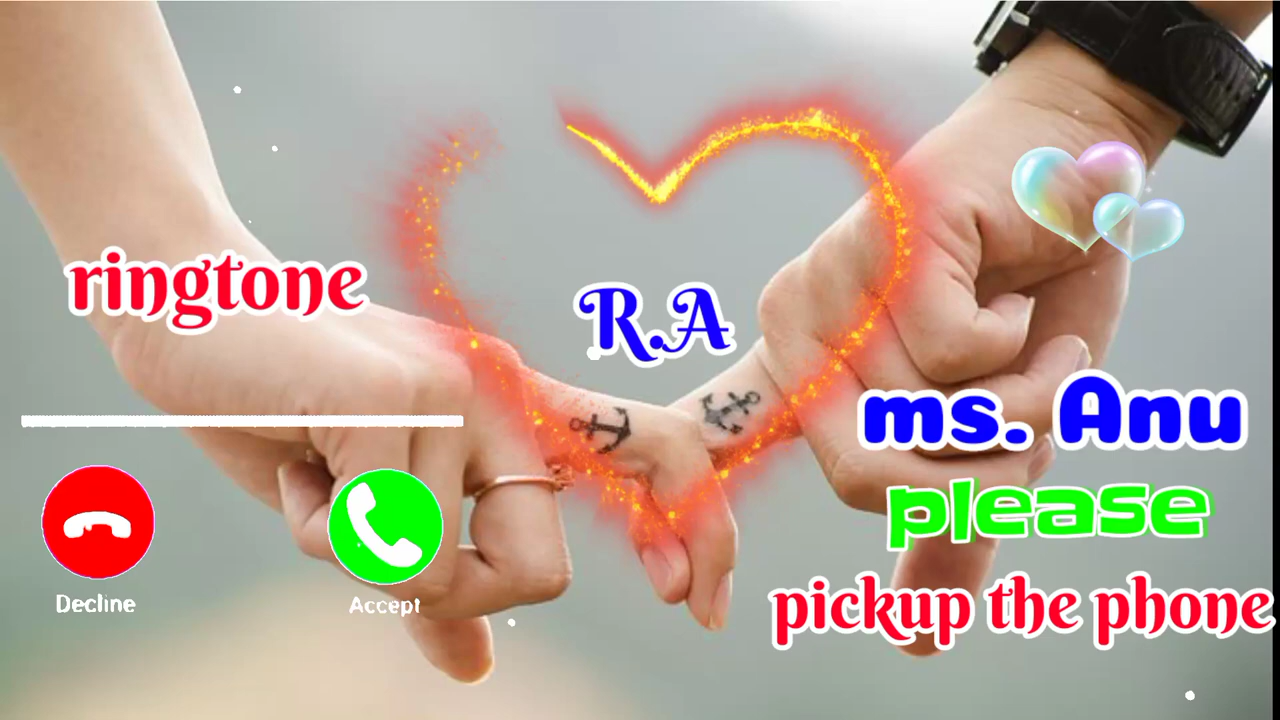 ringtone
R.A
ms. Anu
please
pickup the phone
Decline
Accept